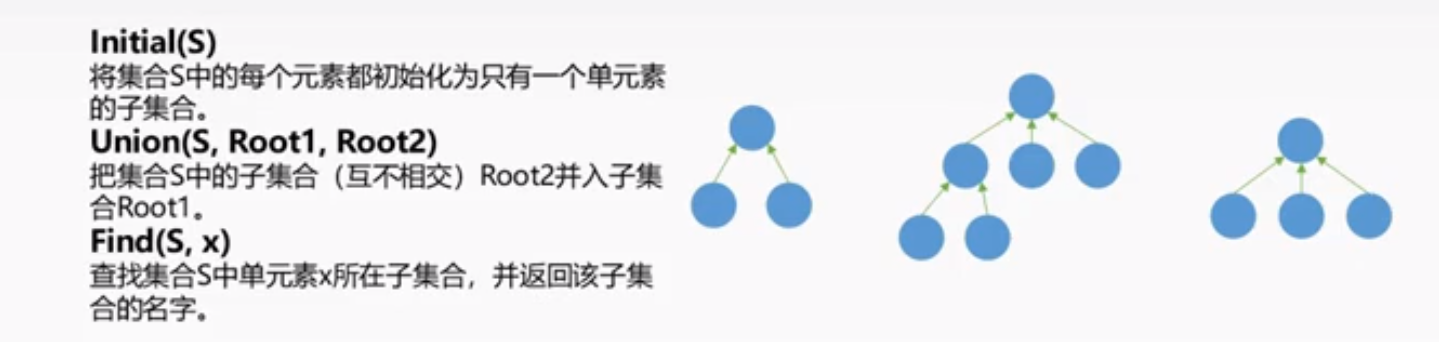 Initial(S)
将集合S中的每个元素都初始化为只有一个单元素
的子集合。
Union(S, Root1, Root2)
把集合S中的子集合（互不相交）Root2并入子集
合Root1。
Find(S, x)
查找集合S中单元素x所在子集合，并返回该子集
合的名字。